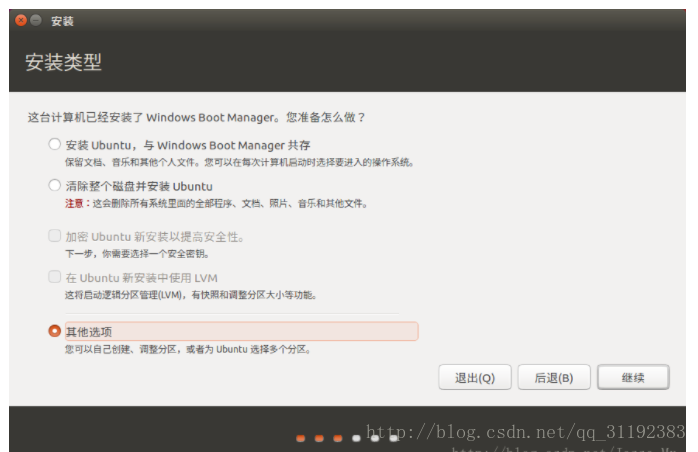 安装
安装类型
这台计算机已经安装了 Windows Boot Manager。您准备怎么做？
安装 Ubuntu，与 Windows Boot Manager 共存
保留文档、音乐和其他个人文件。您可以在每次计算机启动时选择要进入的操作系统。
清除整个磁盘并安装 Ubuntu
注意：这会删除所有系统里面的全部程序、文档、照片、音乐和其他文件。
加密 Ubuntu 新安装以提高安全性。
下一步，你需要选择一个安全密钥。
在 Ubuntu 新安装中使用 LVM
这将启动逻辑分区管理(LVM)，有快照和调整分区大小等功能。
其他选项
您可以自己创建、调整分区，或者为 Ubuntu 选择多个分区。
退出(Q) 后退(B) 继续
http://blog.csdn.net/qq_31192383